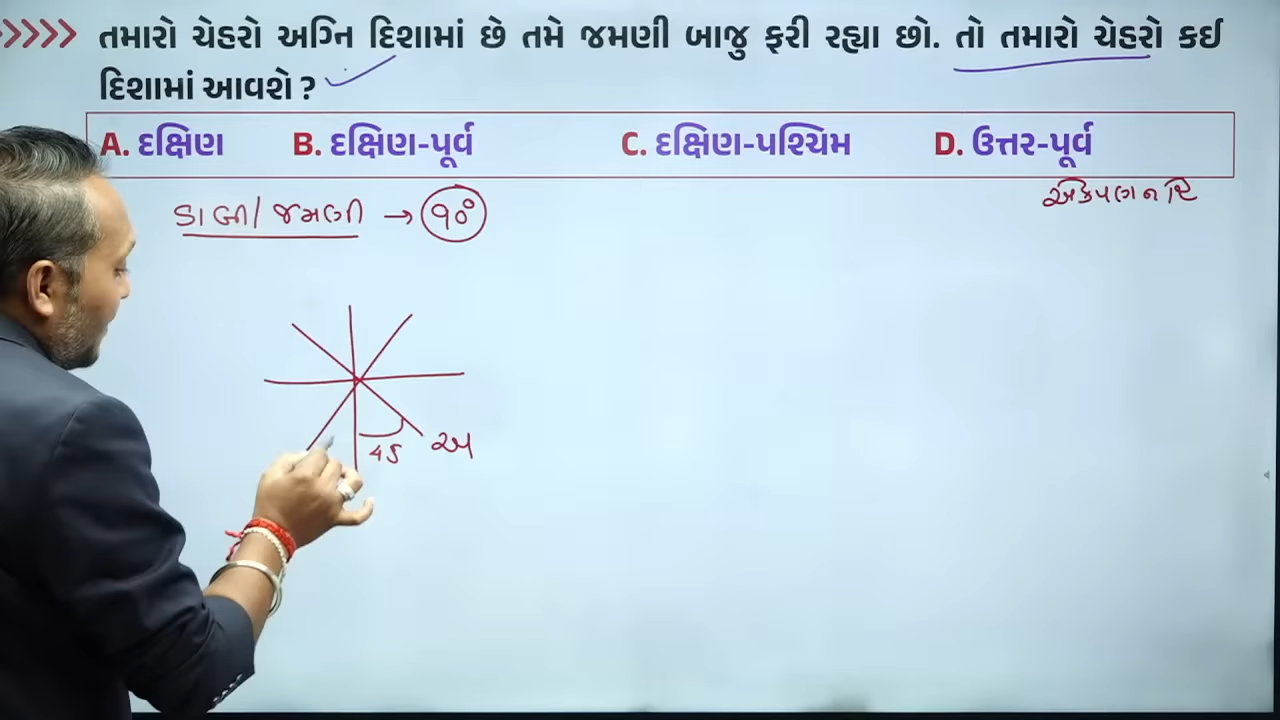 તમારો ચેહરો અગ્નિ દિશામાં છે તમે જમણી બાજુ ફરી રહ્યા છો. તો તમારો ચેહરો કઈ
દિશામાં આવશે ?
A. દક્ષિણ B. દક્ષિણ-પૂર્વ C. દક્ષિણ-પશ્ચિમ D. ઉત્તર-પૂર્વ
ડાબી/જમણી → ૧૦°
45 અ